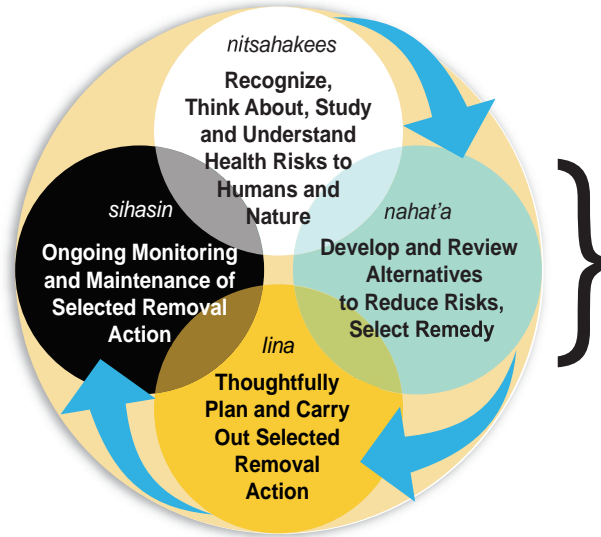 nitsahakees
Recognize,
Think About, Study
and Understand
Health Risks to
Humans and
Nature
nahat'a
Develop and Review
Alternatives
to Reduce Risks,
Select Remedy
lina
Thoughtfully
Plan and Carry
Out Selected
Removal
Action
sihasin
Ongoing Monitoring
and Maintenance of
Selected Removal
Action